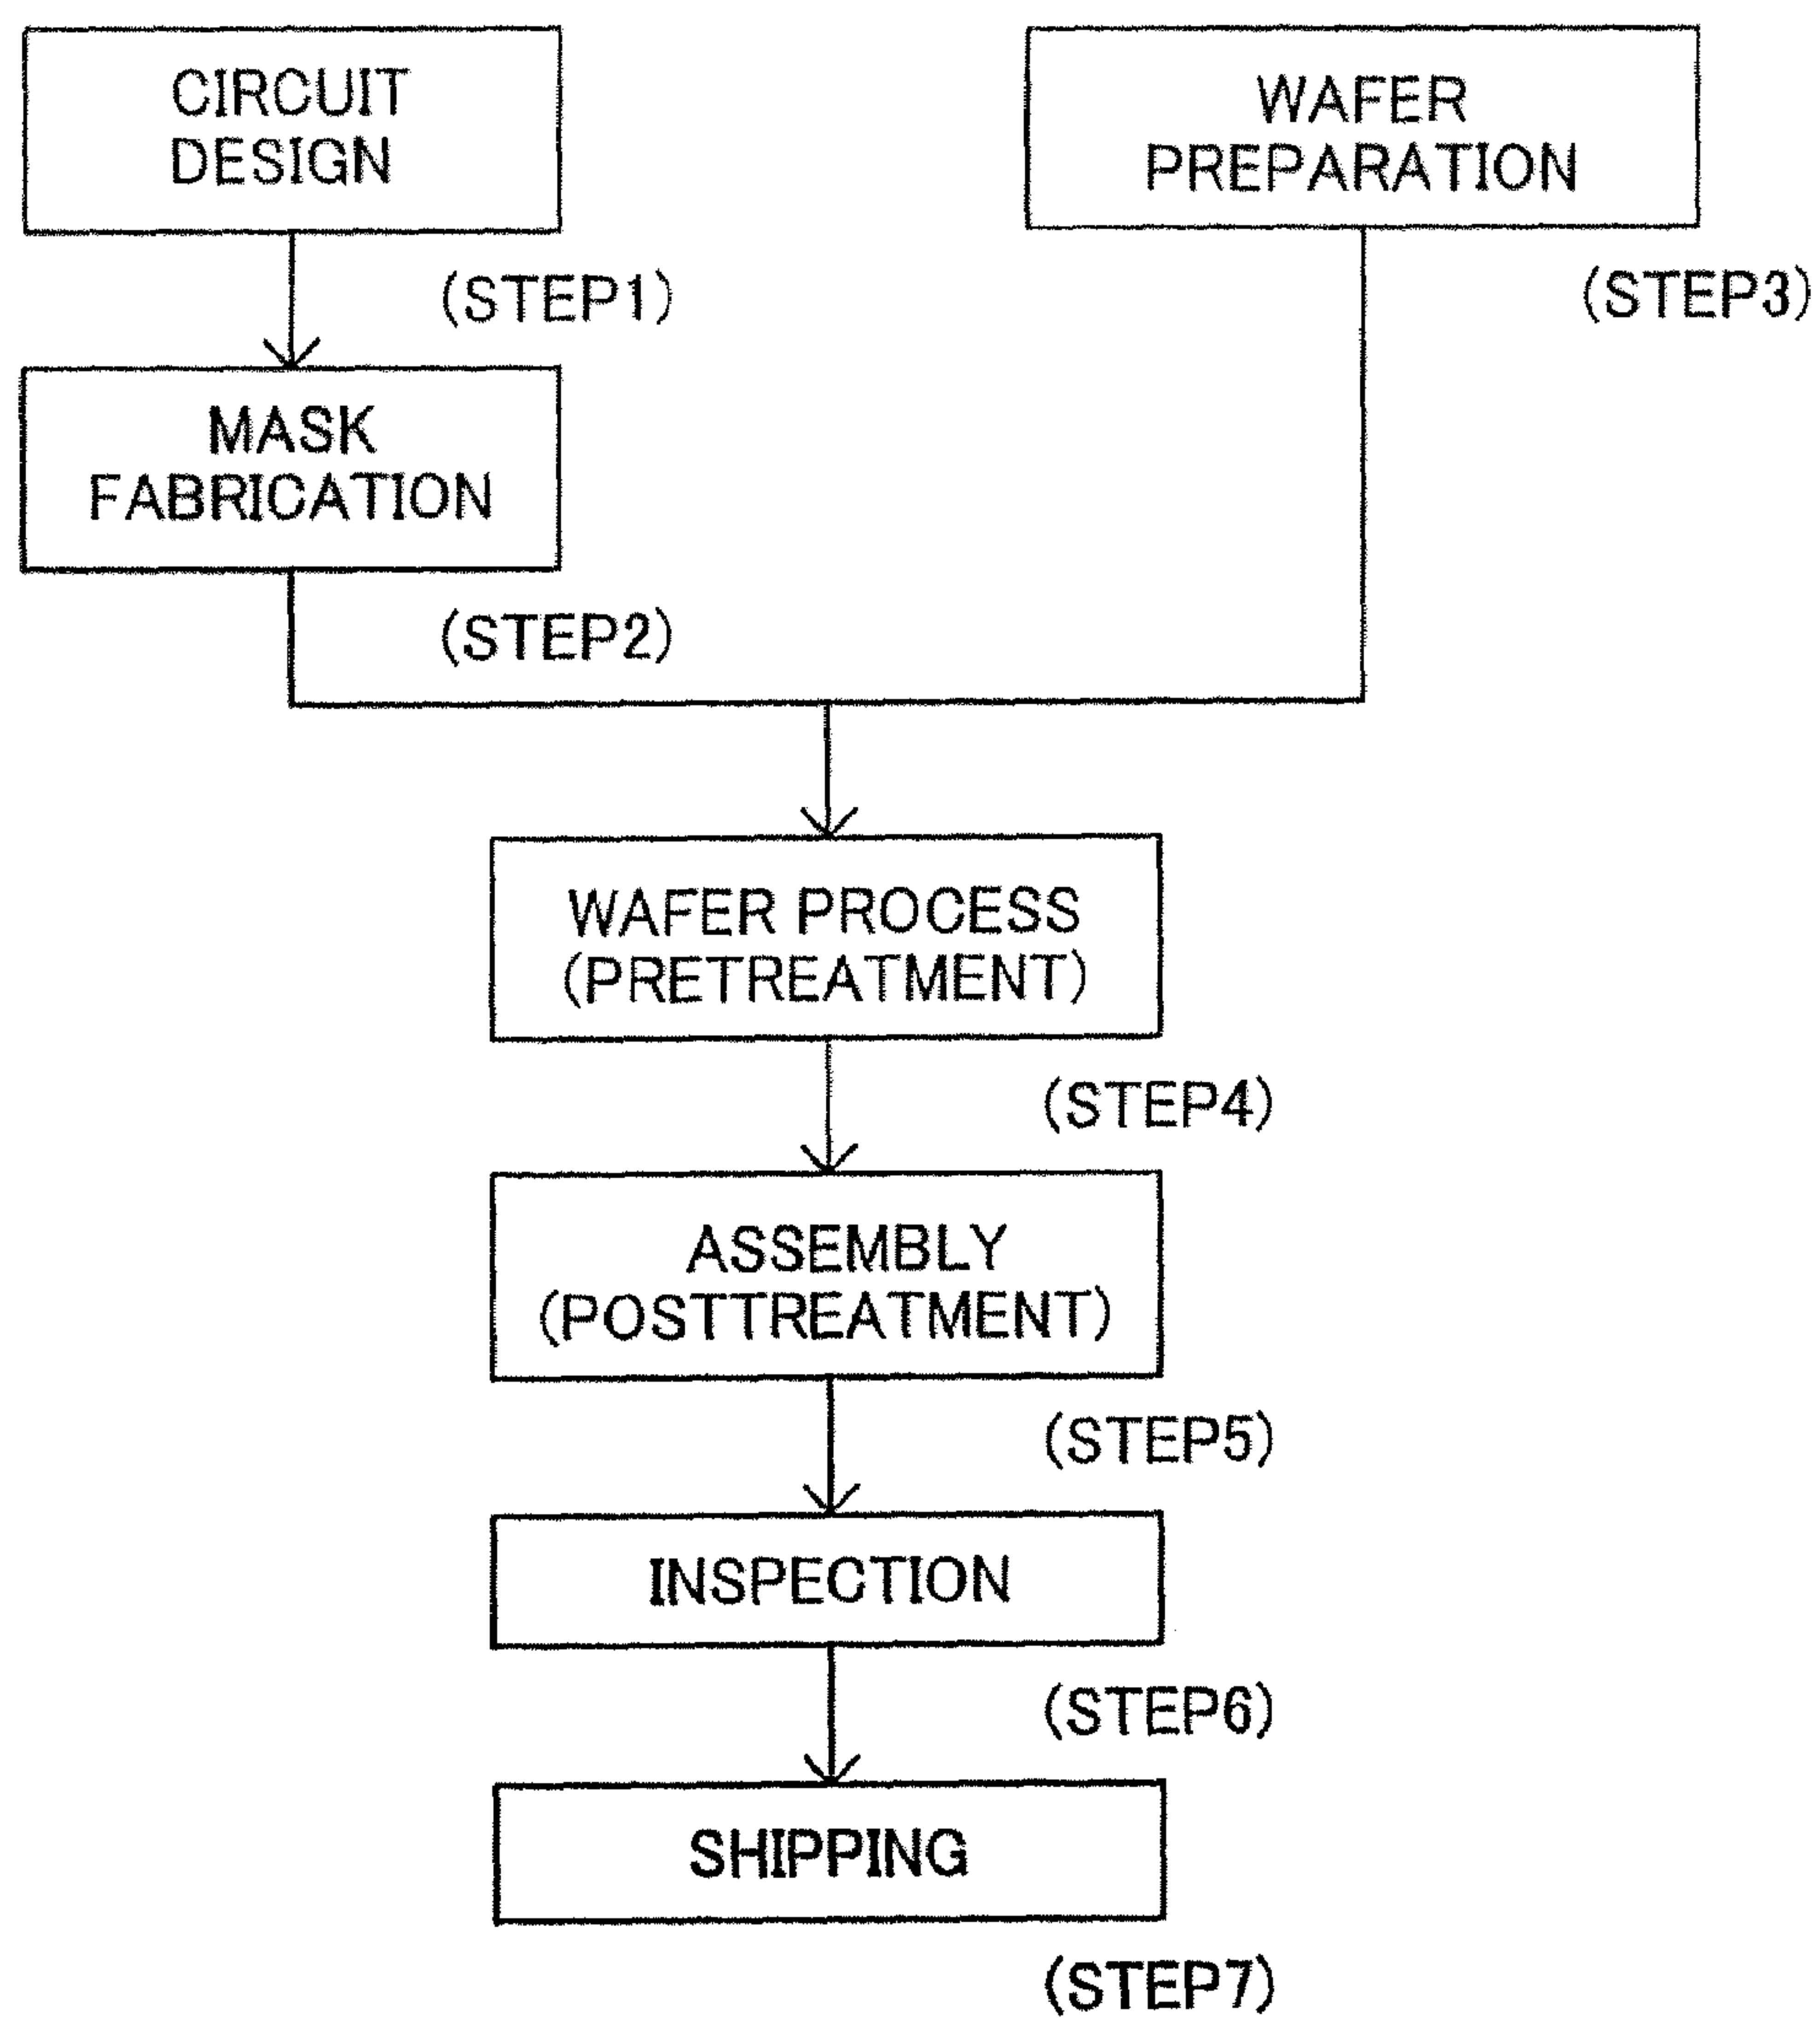 CIRCUIT
DESIGN
(STEP1)
MASK
FABRICATION
(STEP2)
WAFER
PREPARATION
(STEP3)
WAFER PROCESS
(PRETREATMENT)
(STEP4)
ASSEMBLY
(POSTTREATMENT)
(STEP5)
INSPECTION
(STEP6)
SHIPPING
(STEP7)